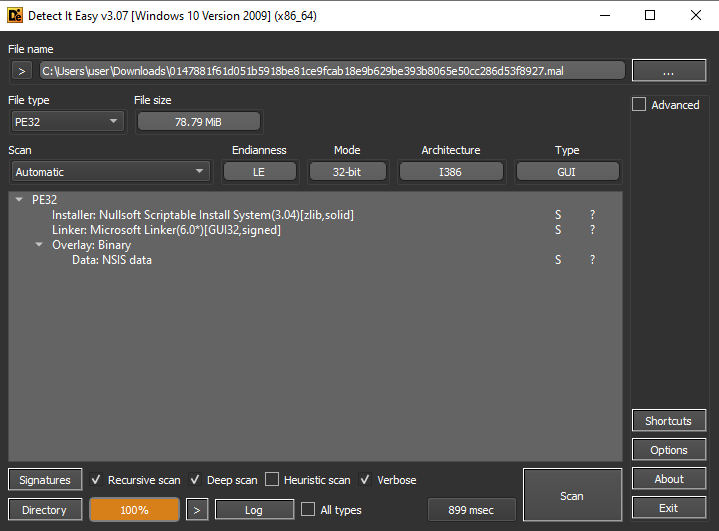 Detect It Easy v3.07 [Windows 10 Version 2009] (x86_64)
File name
> C:\Users\user\Downloads\0147881f61d051b5918be81ce9fcab18e9b629be393b8065e50cc286d53f8927.mal ...
File type File size Advanced
PE32 78.79 MiB
Scan Endianness Mode Architecture Type
Automatic LE 32-bit I386 GUI
PE32
Installer: Nullsoft Scriptable Install System(3.04)[zlib,solid] S ?
Linker: Microsoft Linker(6.0*)[GUI32,signed] S ?
Overlay: Binary
Data: NSIS data S ?
Shortcuts
Options
Signatures Recursive scan Deep scan Heuristic scan Verbose Scan About
Directory 100% > Log All types 899 msec Exit